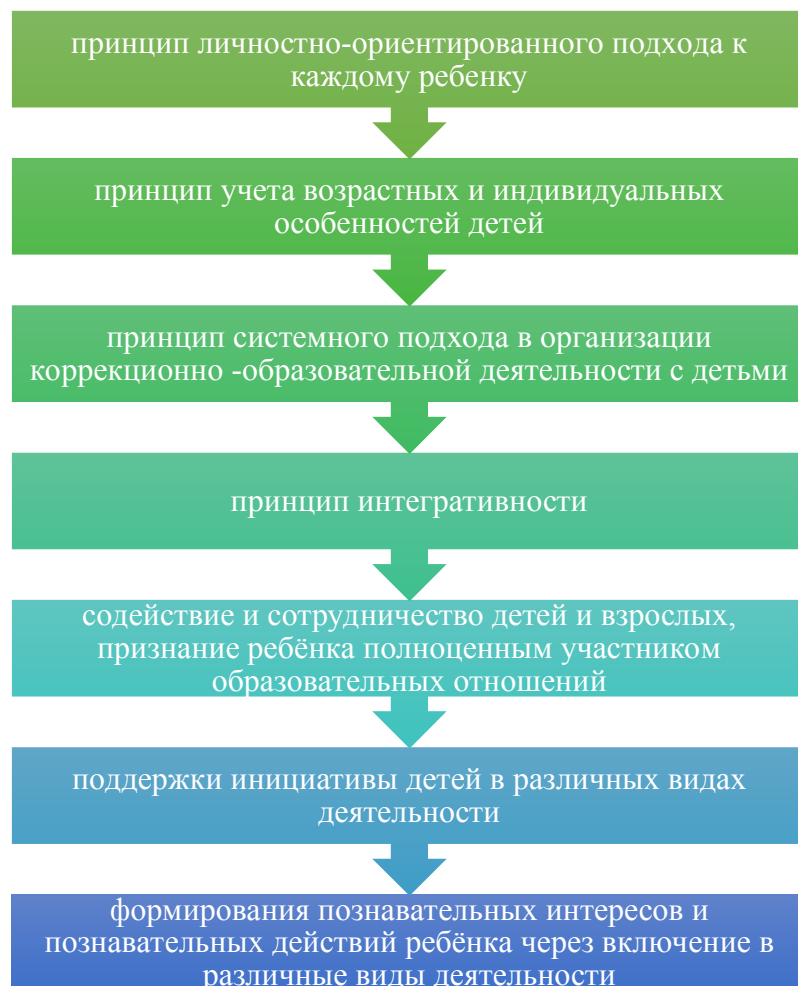 принцип личностно-ориентированного подхода к
каждому ребенку
принцип учета возрастных и индивидуальных
особенностей детей
принцип системного подхода в организации
коррекционно -образовательной деятельности с детьми
принцип интегративности
содействие и сотрудничество детей и взрослых,
признание ребёнка полноценным участником
образовательных отношений
поддержки инициативы детей в различных видах
деятельности
формирования познавательных интересов и
познавательных действий ребёнка через включение в
различные виды деятельности